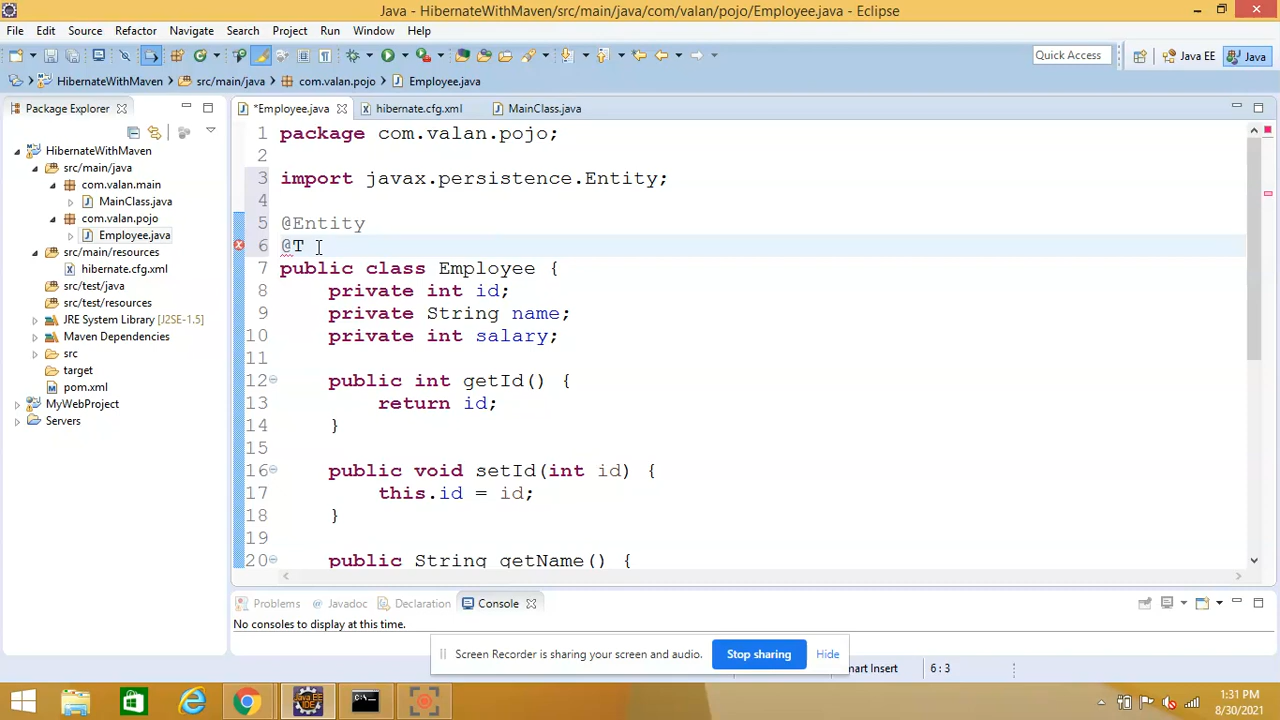 Java - HibernateWithMaven/src/main/java/com/valan/pojo/Employee.java - Eclipse
File Edit Source Refactor Navigate Search Project Run Window Help
Quick Access
Java EE
Java
HibernateWithMaven
src/main/java
com.valan.pojo
Employee.java
Package Explorer
*Employee.java
hibernate.cfg.xml
MainClass.java
HibernateWithMaven
src/main/java
com.valan.main
MainClass.java
com.valan.pojo
Employee.java
src/main/resources
hibernate.cfg.xml
src/test/java
src/test/resources
JRE System Library [J2SE-1.5]
Maven Dependencies
src
target
pom.xml
MyWebProject
Servers
1 package com.valan.pojo;
2
3 import javax.persistence.Entity;
4
5 @Entity
6 @T
7 public class Employee {
8 private int id;
9 private String name;
10 private int salary;
11
12 public int getId() {
13 return id;
14 }
15
16 public void setId(int id) {
17 this.id = id;
18 }
19
20 public String getName() {
Problems
Javadoc
Declaration
Console
No consoles to display at this time.
Screen Recorder is sharing your screen and audio.
Stop sharing
Hide
mart Insert
6 : 3
Java EE
IDE
1:31 PM
8/30/2021